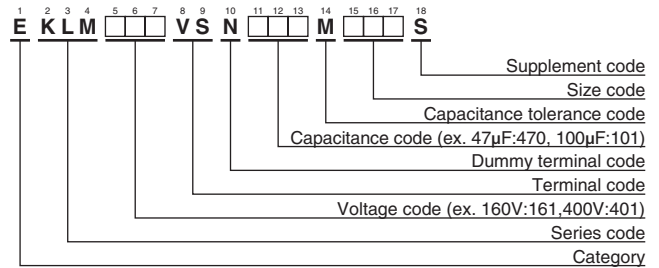 1 2 3 4 5 6 7 8 9 10 11 12 13 14 15 16 17 18
E K L M □□□ V S N □□□ M □□□ S
Supplement code
Size code
Capacitance tolerance code
Capacitance code (ex. 47µF:470, 100µF:101)
Dummy terminal code
Terminal code
Voltage code (ex. 160V:161,400V:401)
Series code
Category